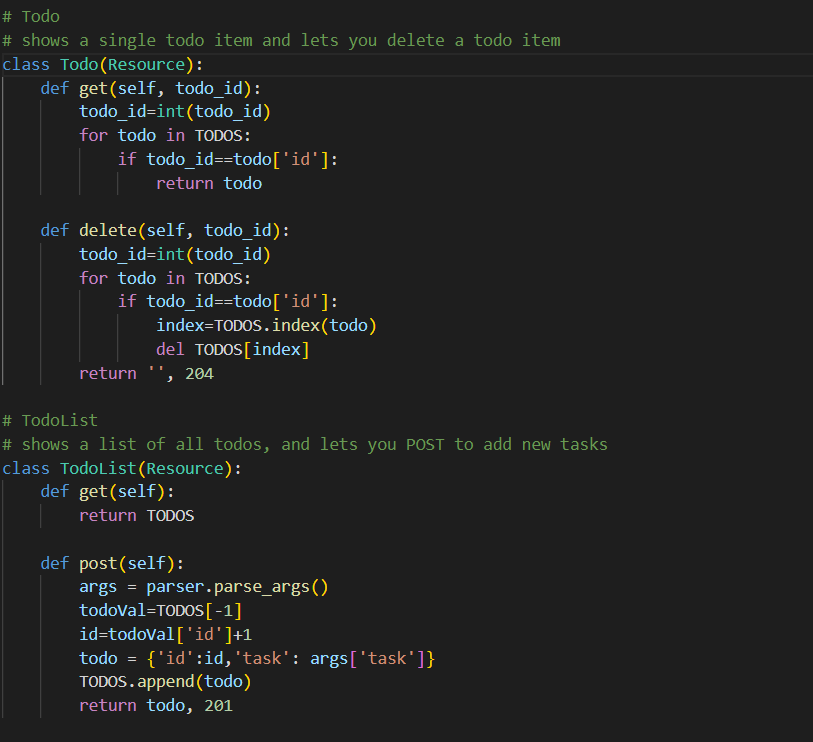 # Todo
# shows a single todo item and lets you delete a todo item
class Todo(Resource):
    def get(self, todo_id):
        todo_id=int(todo_id)
        for todo in TODOS:
            if todo_id==todo['id']:
                return todo

    def delete(self, todo_id):
        todo_id=int(todo_id)
        for todo in TODOS:
            if todo_id==todo['id']:
                index=TODOS.index(todo)
                del TODOS[index]
        return '', 204

# TodoList
# shows a list of all todos, and lets you POST to add new tasks
class TodoList(Resource):
    def get(self):
        return TODOS

    def post(self):
        args = parser.parse_args()
        todoVal=TODOS[-1]
        id=todoVal['id']+1
        todo = {'id':id,'task': args['task']}
        TODOS.append(todo)
        return todo, 201